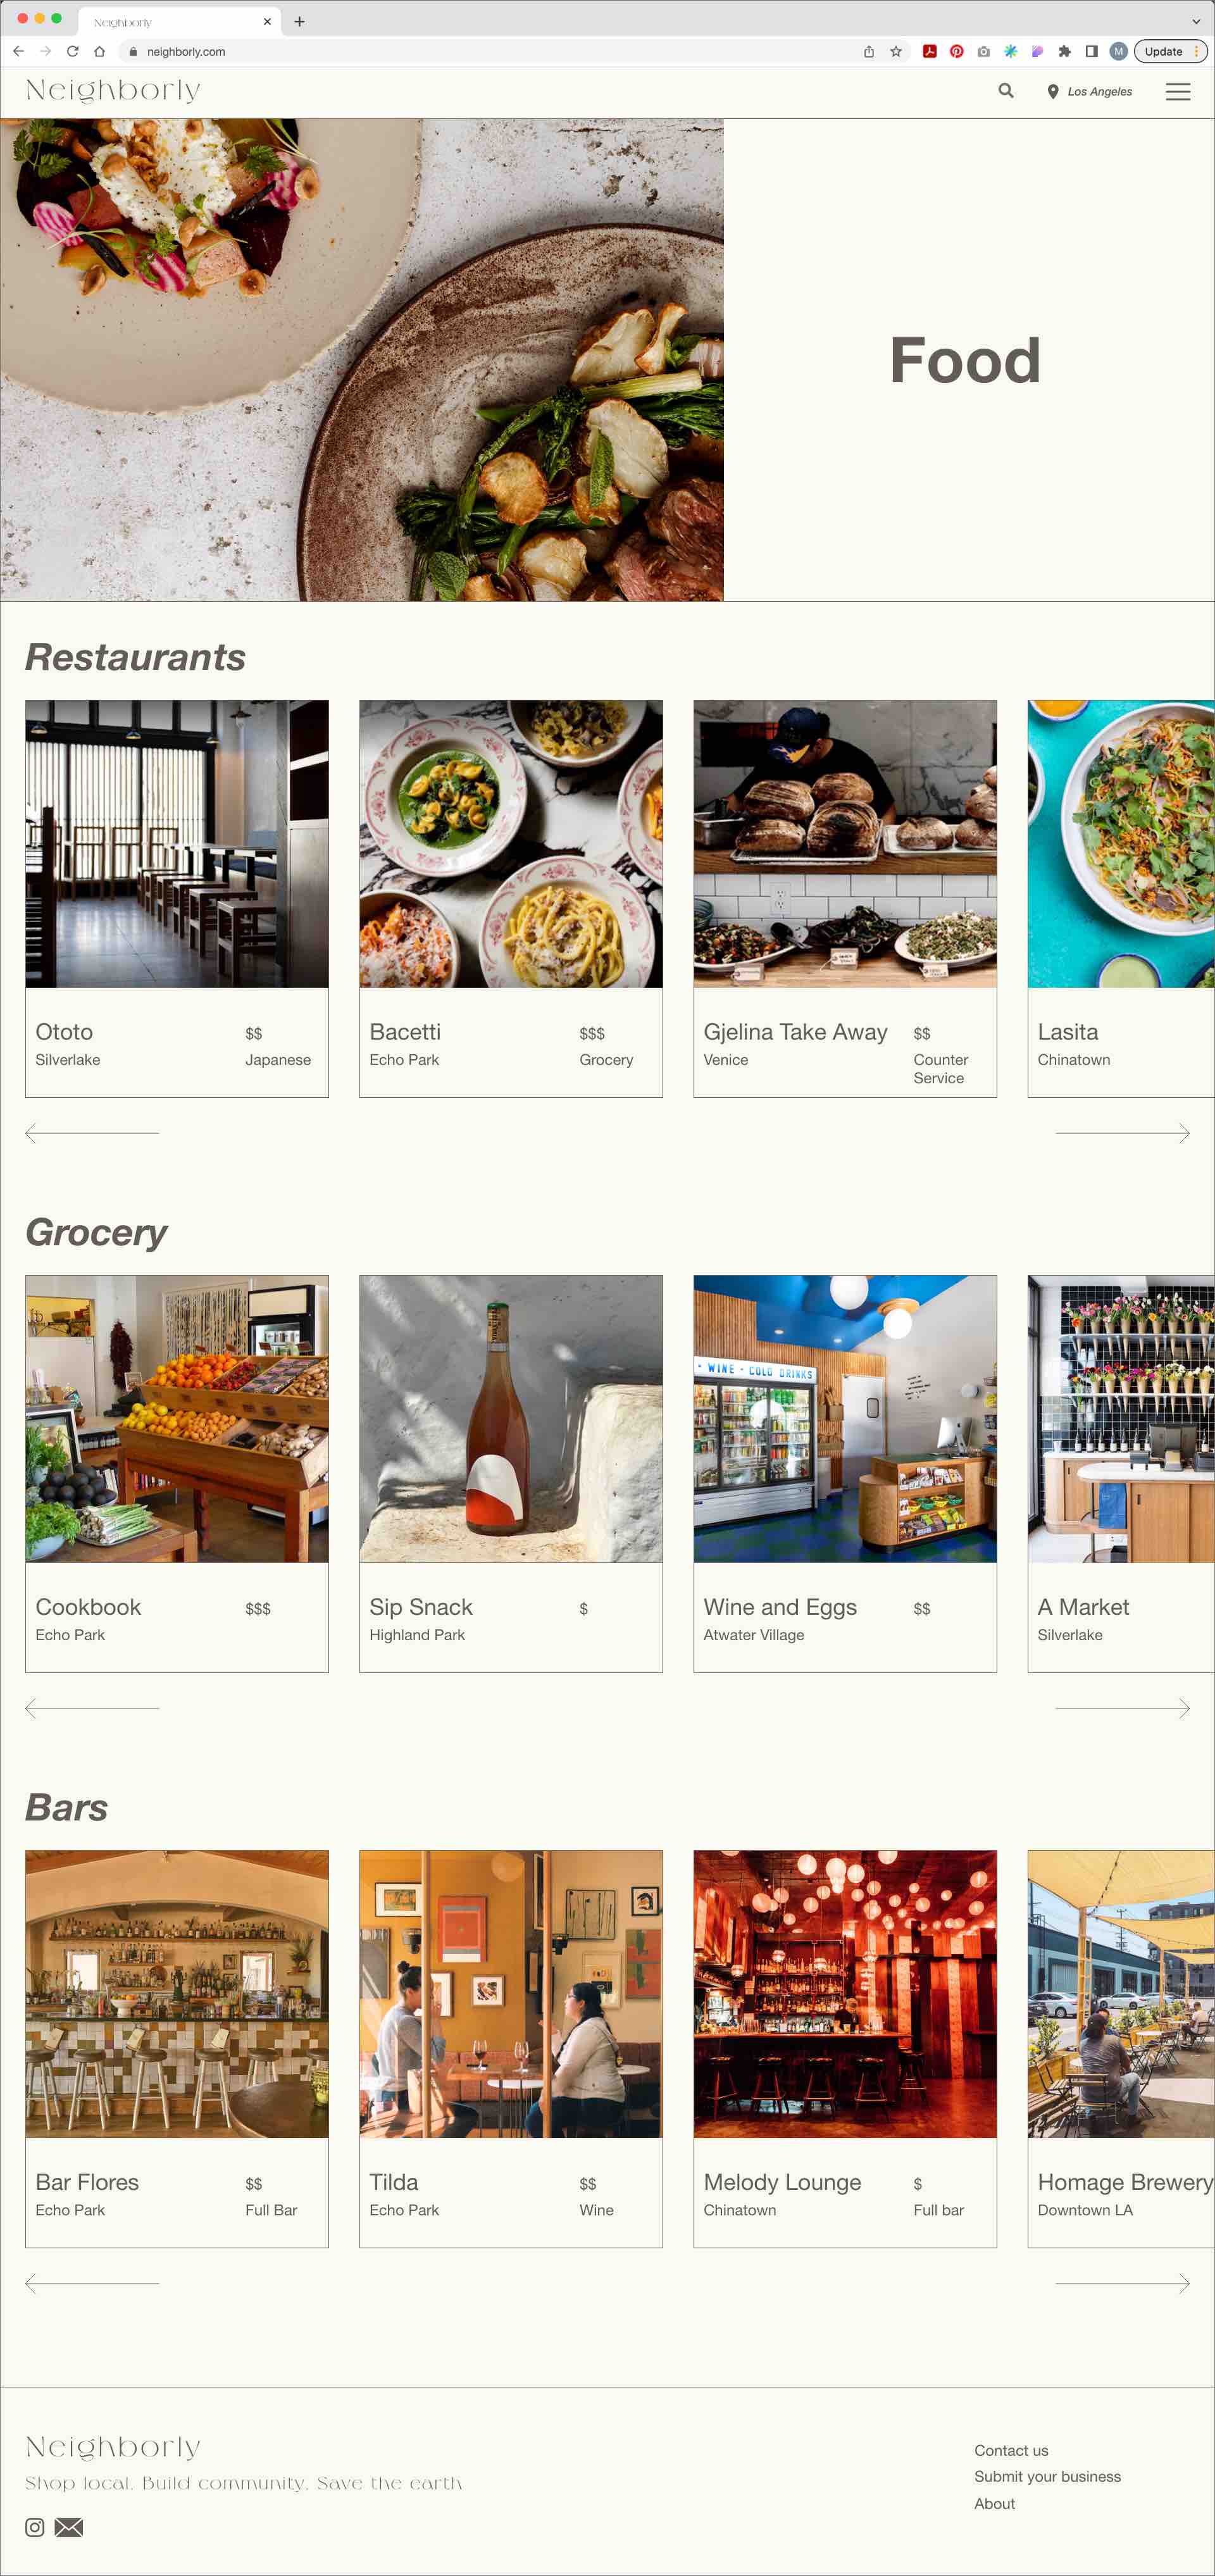 Neighborly
neighborly.com
M
Update
Neighborly
Los Angeles
Food
Restaurants
Ototo
$$
Silverlake
Japanese
Bacetti
$$$
Echo Park
Grocery
Gjelina Take Away
$$
Venice
Counter
Service
Lasita
Chinatown
Grocery
WINE - COLD DRINKS
Cookbook
$$$
Echo Park
Sip Snack
$
Highland Park
Wine and Eggs
$$
Atwater Village
A Market
Silverlake
Bars
Bar Flores
$$
Echo Park
Full Bar
Tilda
$$
Echo Park
Wine
Melody Lounge
$
Chinatown
Full bar
Homage Brewery
Downtown LA
Neighborly
Shop local. Build community. Save the earth
Contact us
Submit your business
About